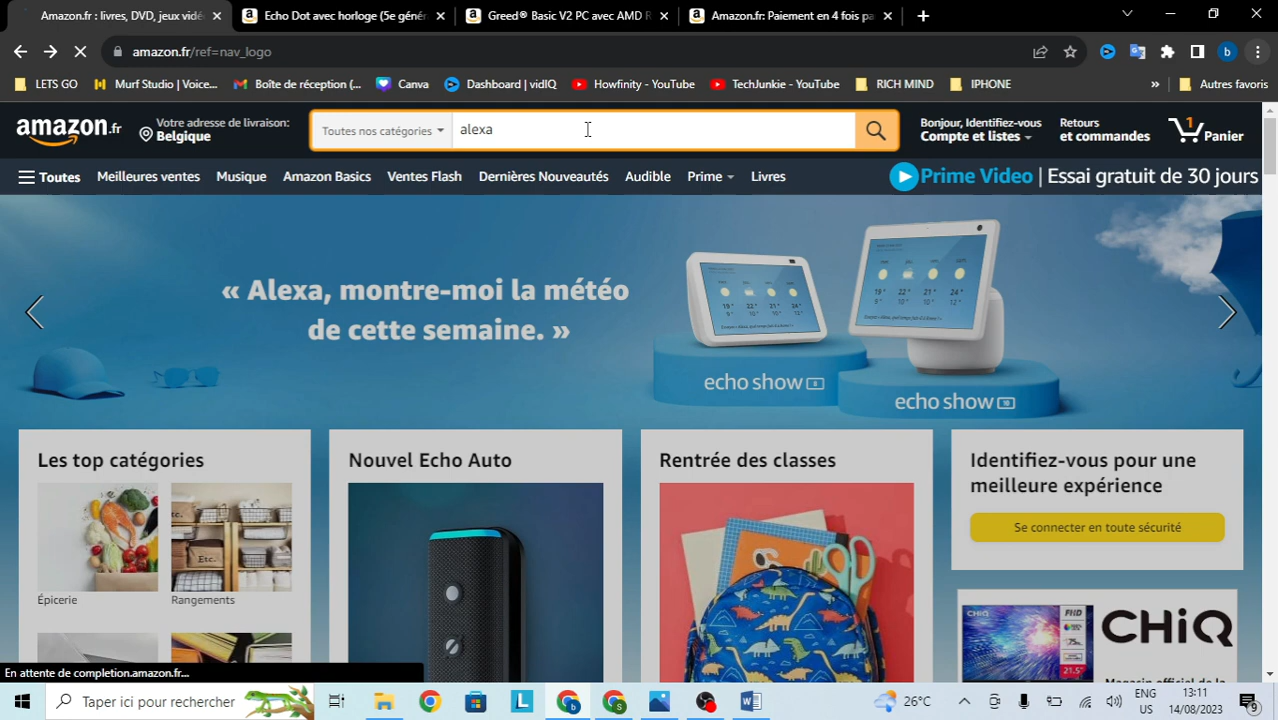 Amazon.fr : livres, DVD, jeux vidé
Echo Dot avec horloge (5e génér
Greed® Basic V2 PC avec AMD R
Amazon.fr: Paiement en 4 fois pa
amazon.fr/ref=nav_logo
LETS GO
Murf Studio | Voice...
Boîte de réception (...
Canva
Dashboard | vidIQ
Howfinity - YouTube
TechJunkie - YouTube
RICH MIND
IPHONE
»
Autres favoris
amazon.fr
Votre adresse de livraison:
Belgique
Toutes nos catégories
alexa
Bonjour, Identifiez-vous
Compte et listes
Retours
et commandes
1
Panier
Toutes
Meilleures ventes
Musique
Amazon Basics
Ventes Flash
Dernières Nouveautés
Audible
Prime
Livres
Prime Video | Essai gratuit de 30 jours
« Alexa, montre-moi la météo
de cette semaine. »
echo show 8
echo show 10
Les top catégories
Épicerie
Rangements
Nouvel Echo Auto
Rentrée des classes
Identifiez-vous pour une
meilleure expérience
Se connecter en toute sécurité
CHiQ
FHD
75
21.5"
CHiQ
En attente de completion.amazon.fr...
Taper ici pour rechercher
26°C
ENG
US
13:11
14/08/2023
9